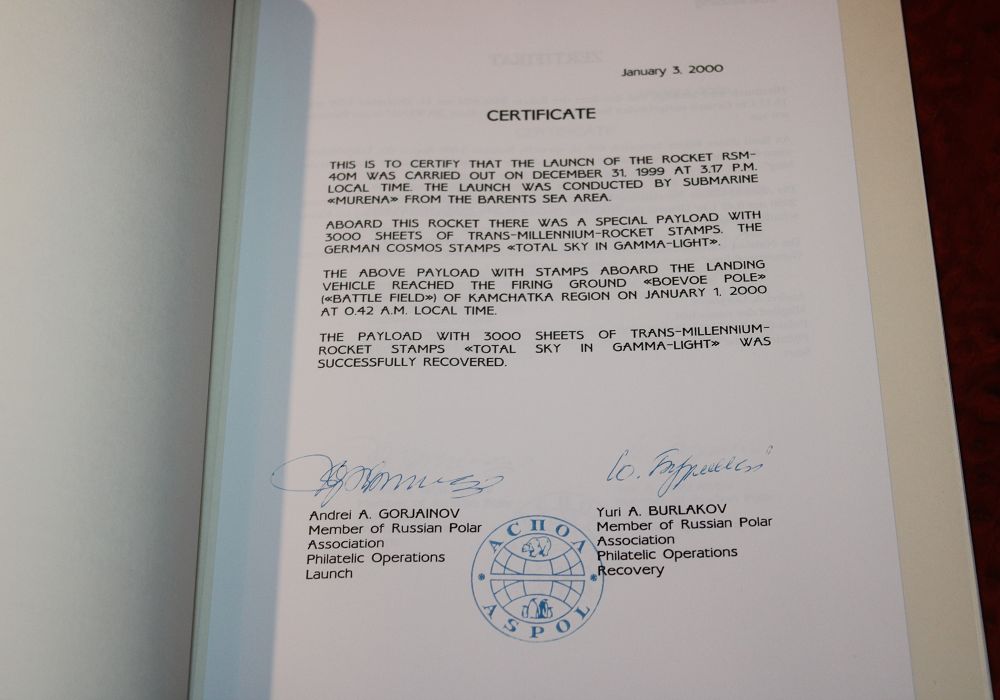 January 3, 2000
CERTIFICATE
THIS IS TO CERTIFY THAT THE LAUNCN OF THE ROCKET RSM-
40M WAS CARRIED OUT ON DECEMBER 31, 1999 AT 3.17 P.M.
LOCAL TIME. THE LAUNCH WAS CONDUCTED BY SUBMARINE
«MURENA» FROM THE BARENTS SEA AREA.
ABOARD THIS ROCKET THERE WAS A SPECIAL PAYLOAD WITH
3000 SHEETS OF TRANS-MILLENNIUM-ROCKET STAMPS. THE
GERMAN COSMOS STAMPS «TOTAL SKY IN GAMMA-LIGHT».
THE ABOVE PAYLOAD WITH STAMPS ABOARD THE LANDING
VEHICLE REACHED THE FIRING GROUND «BOEVOE POLE»
(«BATTLE FIELD») OF KAMCHATKA REGION ON JANUARY 1, 2000
AT 0.42 A.M. LOCAL TIME.
THE PAYLOAD WITH 3000 SHEETS OF TRANS-MILLENNIUM-
ROCKET STAMPS «TOTAL SKY IN GAMMA-LIGHT» WAS
SUCCESSFULLY RECOVERED.
Andrei A. GORJAINOV
Member of Russian Polar
Association
Philatelic Operations
Launch
Yuri A. BURLAKOV
Member of Russian Polar
Association
Philatelic Operations
Recovery
АСПОЛ
ASPOL